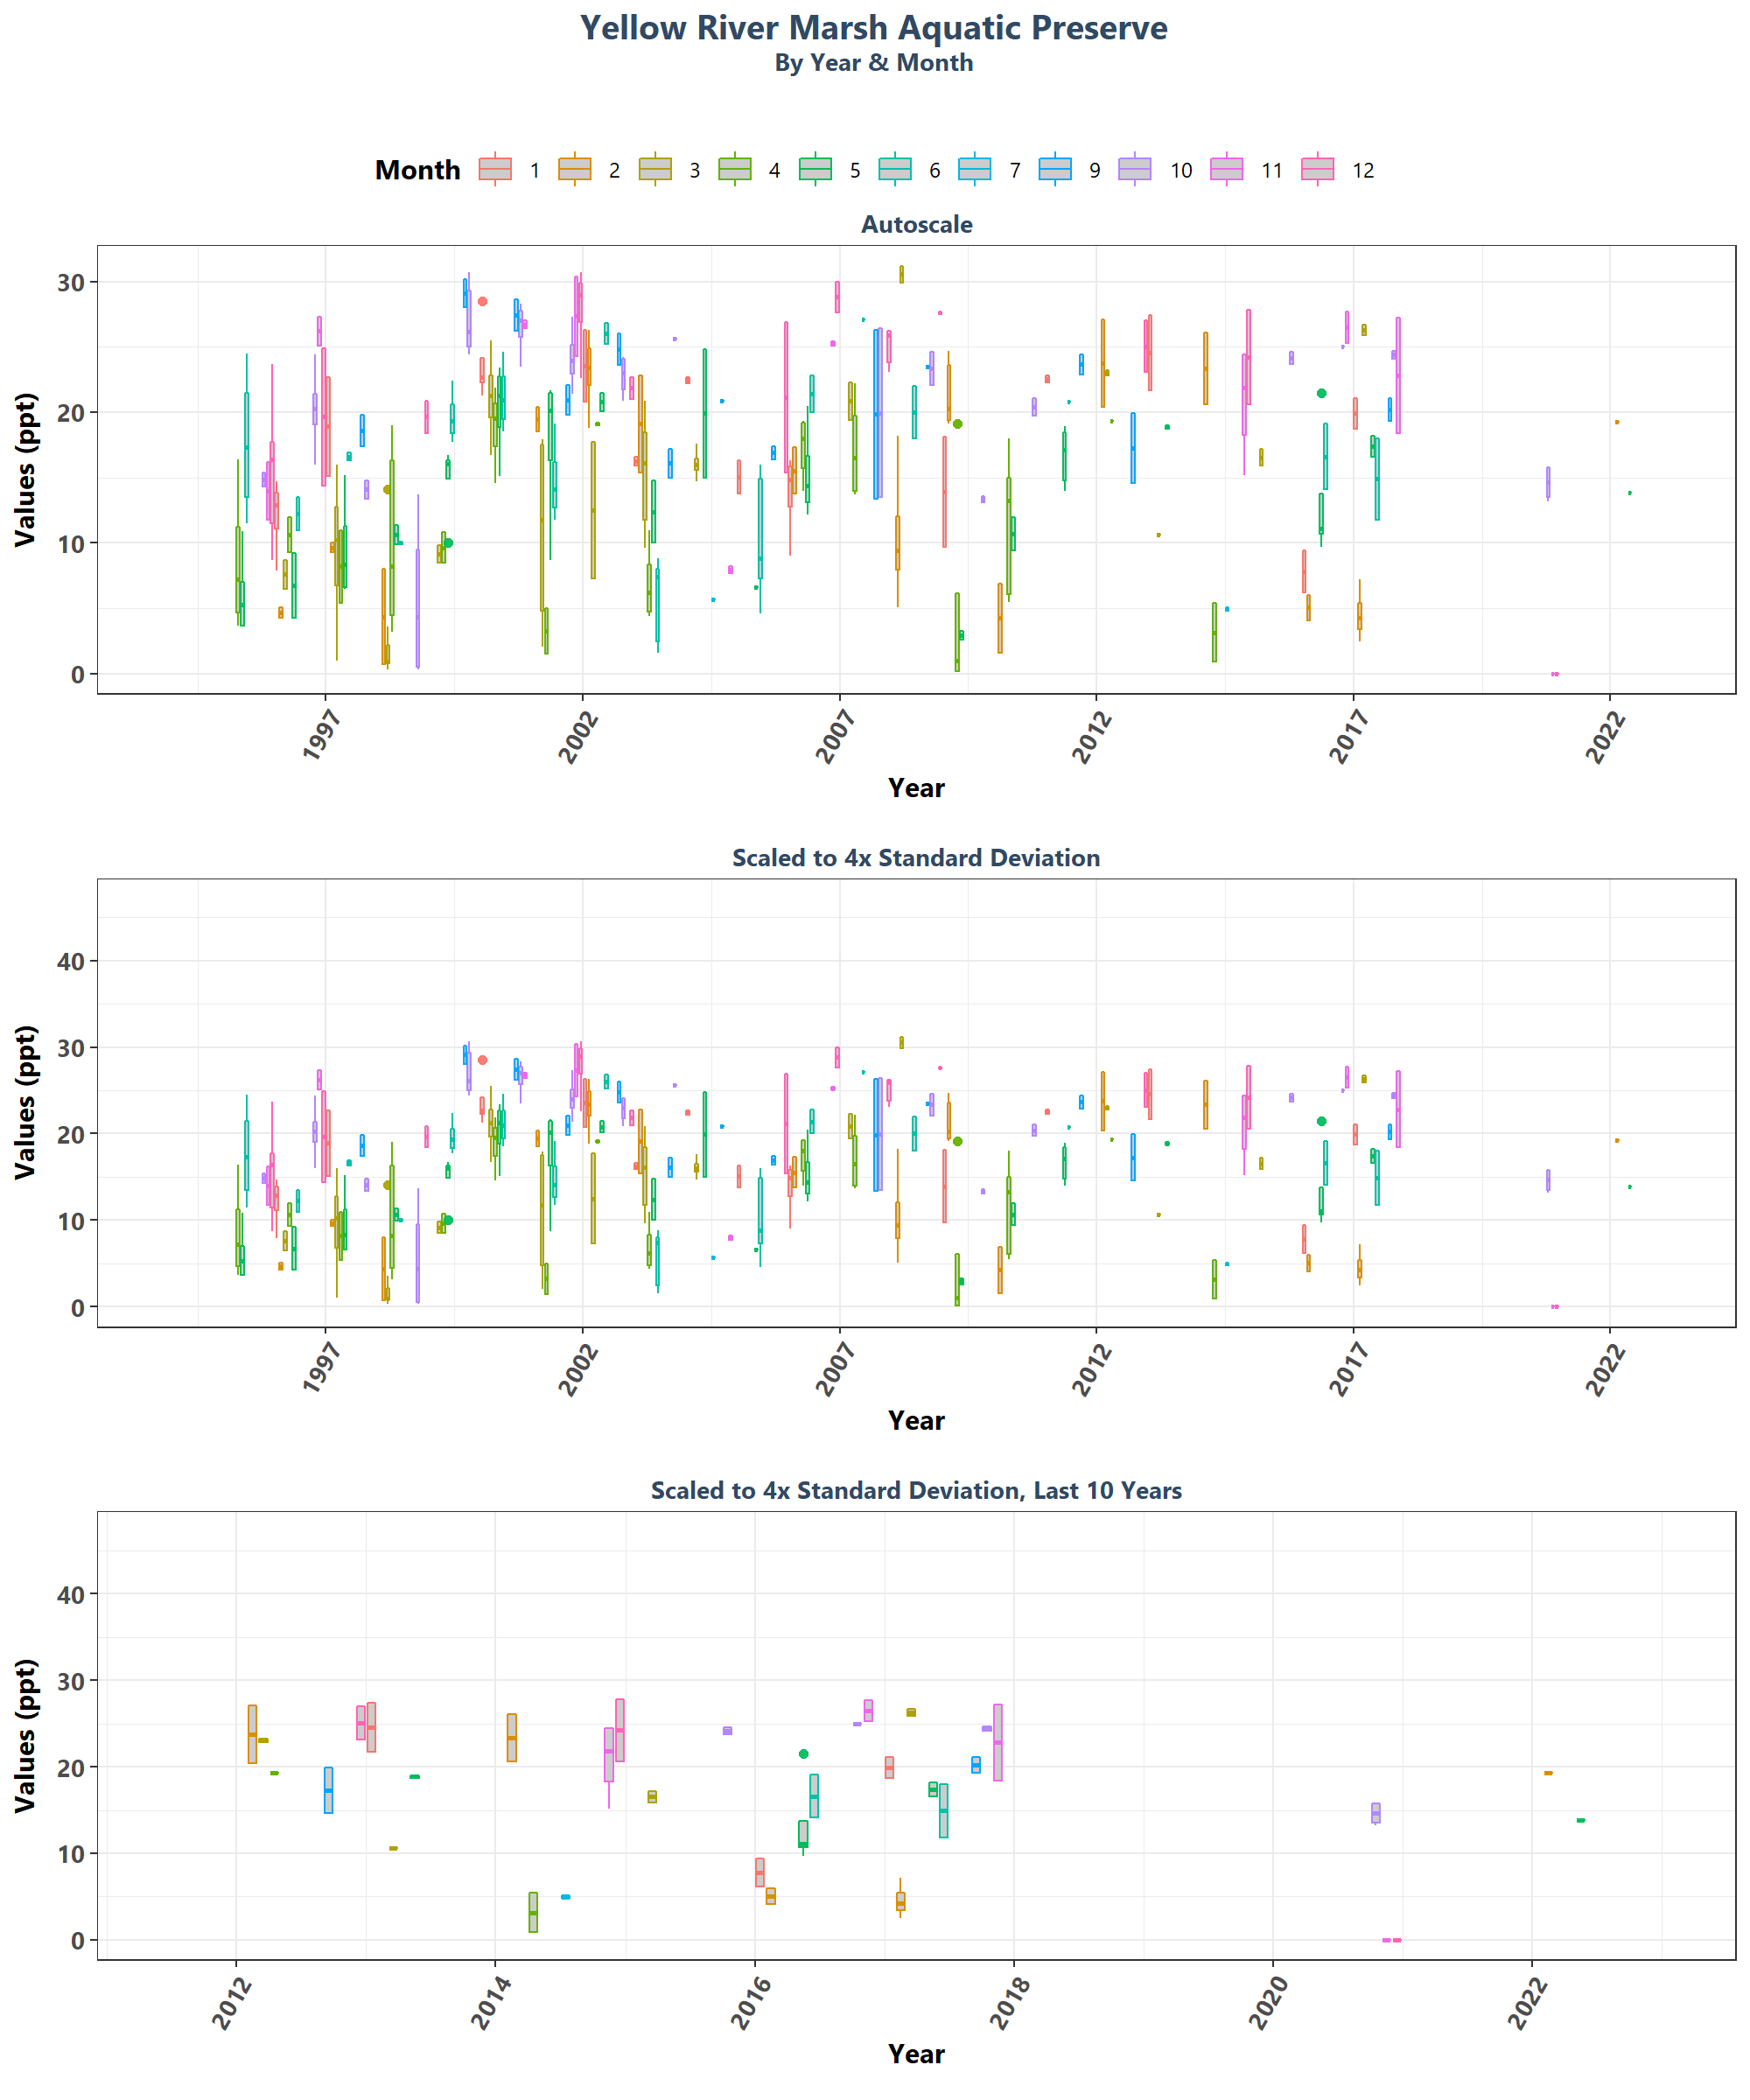 Yellow River Marsh Aquatic Preserve
By Year & Month
Month 1 2 3 4 5 6 7 9 10 11 12
Autoscale
Values (ppt)
30
20
10
0
1997 2002 2007 2012 2017 2022
Year
Scaled to 4x Standard Deviation
Values (ppt)
40
30
20
10
0
1997 2002 2007 2012 2017 2022
Year
Scaled to 4x Standard Deviation, Last 10 Years
Values (ppt)
40
30
20
10
0
2012 2014 2016 2018 2020 2022
Year